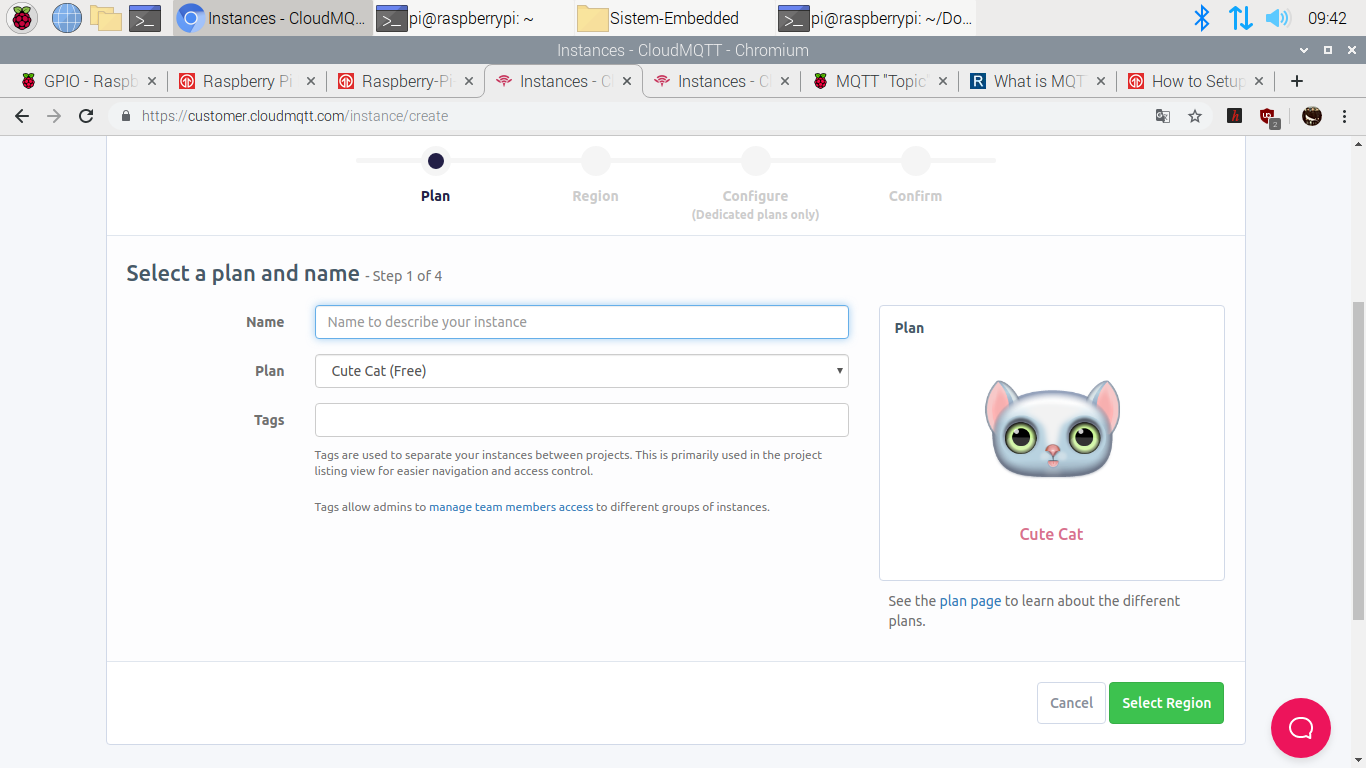 Instances - CloudMQ...
pi@raspberrypi: ~
Sistem-Embedded
pi@raspberrypi: ~/Do...
09:42
Instances - CloudMQTT - Chromium
GPIO - Raspb
Raspberry Pi
Raspberry-Pi
Instances - Cl
Instances - Cl
MQTT "Topic"
What is MQT
How to Setup
https://customer.cloudmqtt.com/instance/create
2
Plan
Region
Configure
(Dedicated plans only)
Confirm
Select a plan and name - Step 1 of 4
Name
Name to describe your instance
Plan
Cute Cat (Free)
Tags
Tags are used to separate your instances between projects. This is primarily used in the project
listing view for easier navigation and access control.
Tags allow admins to manage team members access to different groups of instances.
Plan
Cute Cat
See the plan page to learn about the different
plans.
Cancel
Select Region